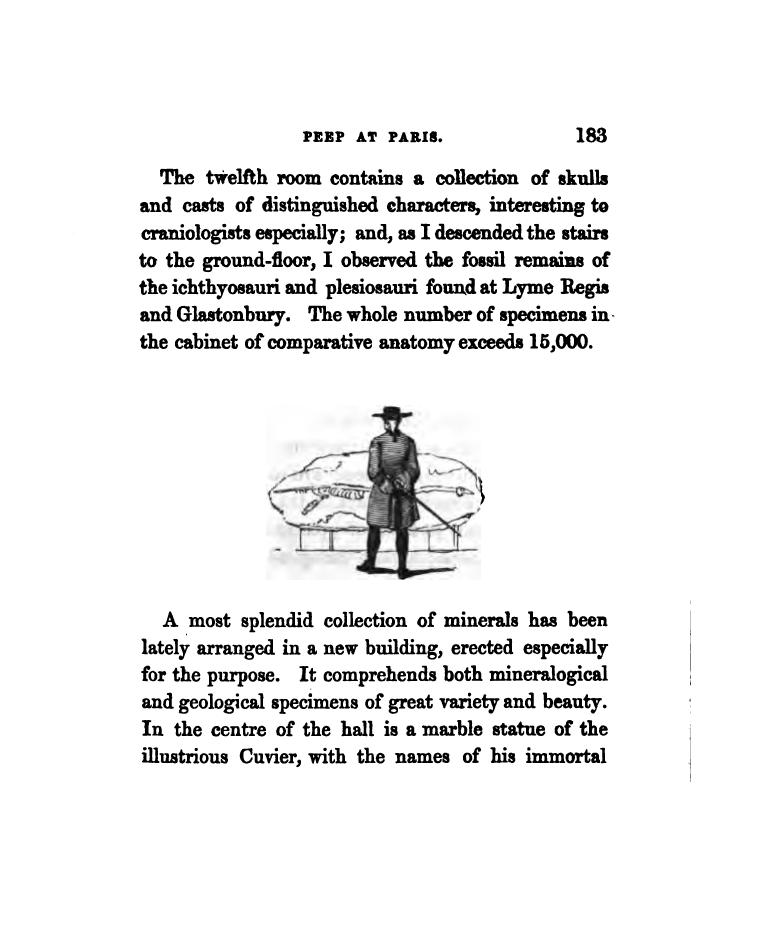 PEEP AT PARIS. 183
The twelfth room contains a collection of skulls
and casts of distinguished characters, interesting to
craniologists especially; and, as I descended the stairs
to the ground-floor, I observed the fossil remains of
the ichthyosauri and plesiosauri found at Lyme Regis
and Glastonbury. The whole number of specimens in
the cabinet of comparative anatomy exceeds 15,000.
A most splendid collection of minerals has been
lately arranged in a new building, erected especially
for the purpose. It comprehends both mineralogical
and geological specimens of great variety and beauty.
In the centre of the hall is a marble statue of the
illustrious Cuvier, with the names of his immortal